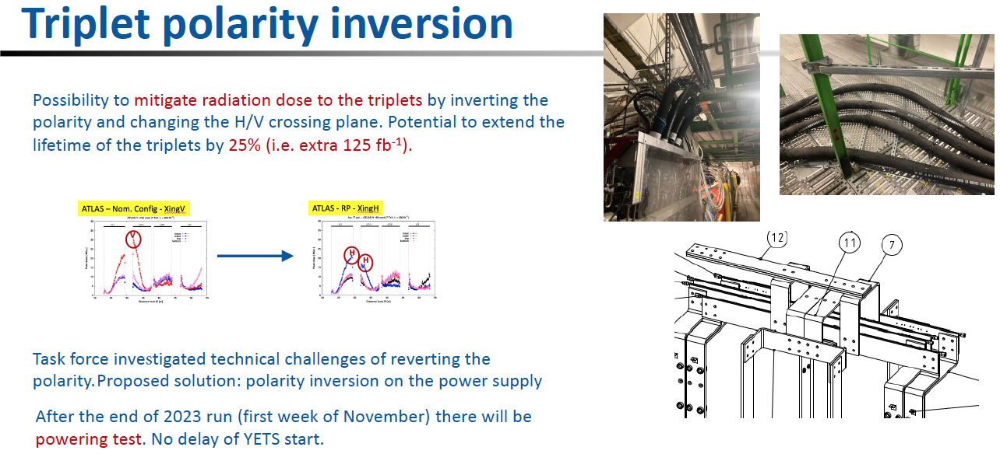 Triplet polarity inversion
Possibility to mitigate radiation dose to the triplets by inverting the
polarity and changing the H/V crossing plane. Potential to extend the
lifetime of the triplets by 25% (i.e. extra 125 fb⁻¹).
ATLAS – Nom. Config - XingV
V
ATLAS - RP - XingH
H
H
Task force investigated technical challenges of reverting the
polarity. Proposed solution: polarity inversion on the power supply
After the end of 2023 run (first week of November) there will be
powering test. No delay of YETS start.
12
11
7